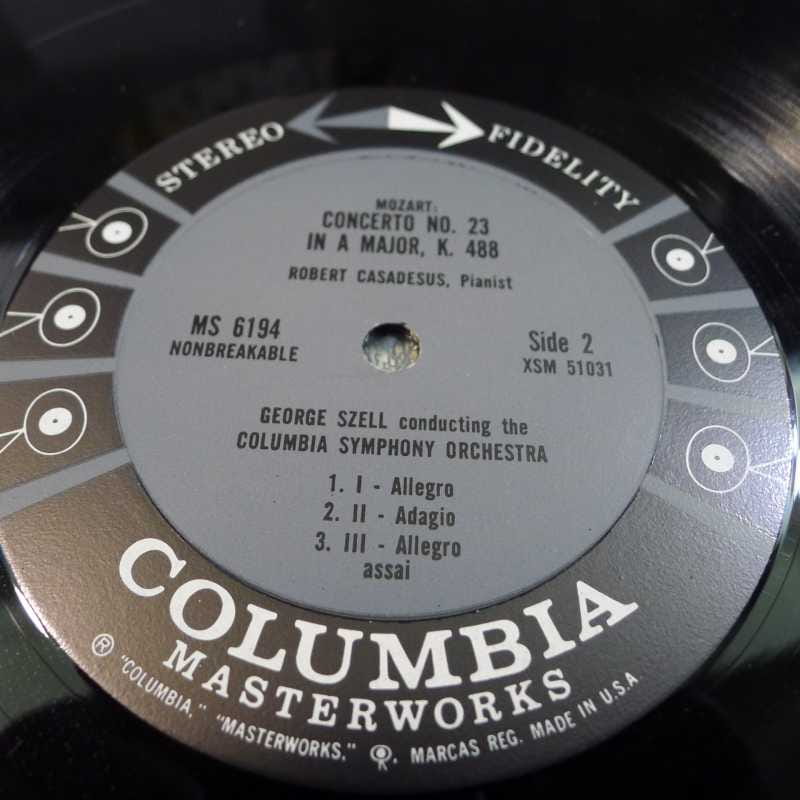 STEREO FIDELITY
MOZART:
CONCERTO NO. 23
IN A MAJOR, K. 488
ROBERT CASADESUS, Pianist
MS 6194
NONBREAKABLE
Side 2
XSM 51031
GEORGE SZELL conducting the
COLUMBIA SYMPHONY ORCHESTRA
1. I - Allegro
2. II - Adagio
3. III - Allegro
assai
COLUMBIA
MASTERWORKS
® "COLUMBIA," "MASTERWORKS," . MARCAS REG. MADE IN U.S.A